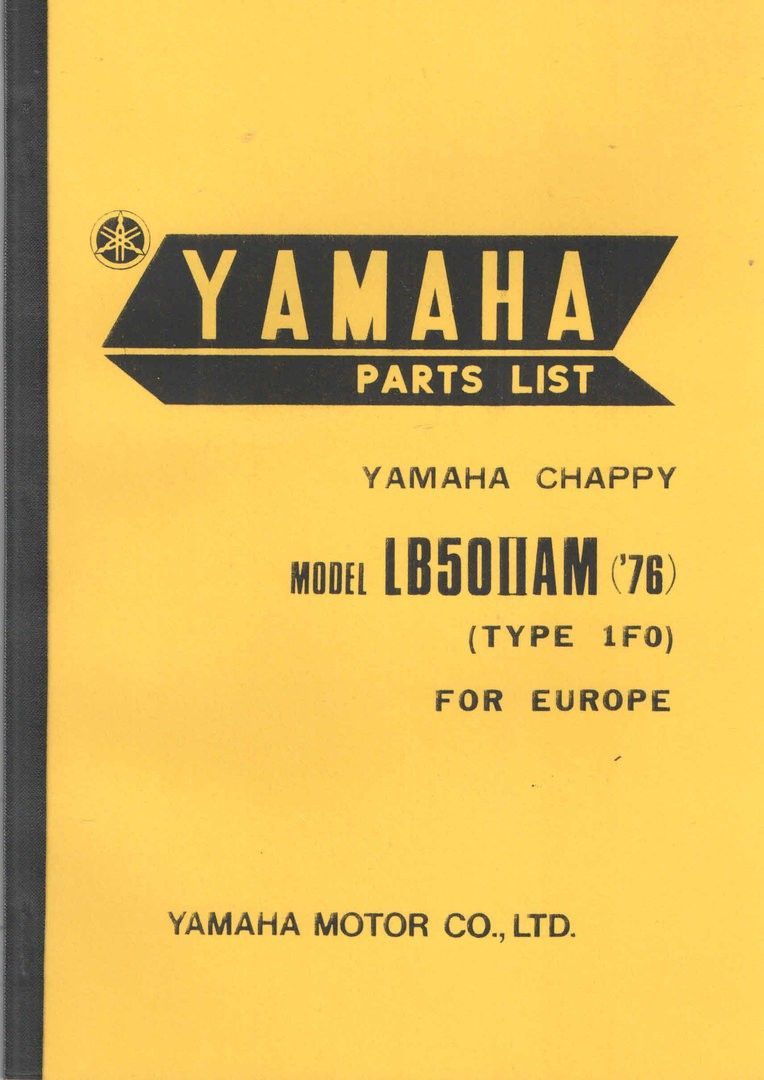 YAMAHA
PARTS LIST
YAMAHA CHAPPY
MODEL LB50IIAM ('76)
(TYPE 1F0)
FOR EUROPE
YAMAHA MOTOR CO., LTD.